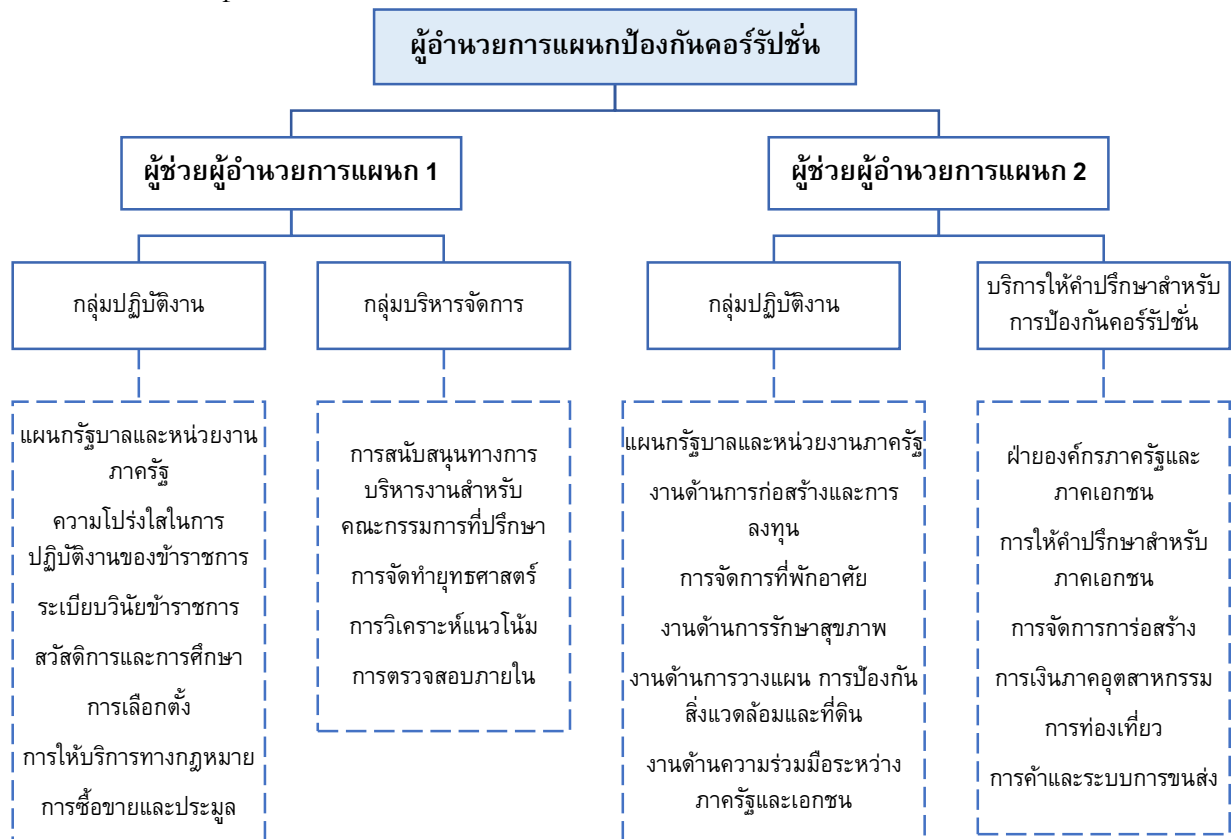 ผู้อำนวยการแผนกป้องกันคอร์รัปชั่น
ผู้ช่วยผู้อำนวยการแผนก 1
ผู้ช่วยผู้อำนวยการแผนก 2
กลุ่มปฏิบัติงาน
กลุ่มบริหารจัดการ
กลุ่มปฏิบัติงาน
บริการให้คำปรึกษาสำหรับ
การป้องกันคอร์รัปชั่น
แผนกรัฐบาลและหน่วยงาน
ภาครัฐ
ความโปร่งใสในการ
ปฏิบัติงานของข้าราชการ
ระเบียบวินัยข้าราชการ
สวัสดิการและการศึกษา
การเลือกตั้ง
การให้บริการทางกฎหมาย
การซื้อขายและประมูล
การสนับสนุนทางการ
บริหารงานสำหรับ
คณะกรรมการที่ปรึกษา
การจัดทำยุทธศาสตร์
การวิเคราะห์แนวโน้ม
การตรวจสอบภายใน
แผนกรัฐบาลและหน่วยงานภาครัฐ
งานด้านการก่อสร้างและการ
ลงทุน
การจัดการที่พักอาศัย
งานด้านการรักษาสุขภาพ
งานด้านการวางแผน การป้องกัน
สิ่งแวดล้อมและที่ดิน
งานด้านความร่วมมือระหว่าง
ภาครัฐและเอกชน
ฝ่ายองค์กรภาครัฐและ
ภาคเอกชน
การให้คำปรึกษาสำหรับ
ภาคเอกชน
การจัดการการ่อสร้าง
การเงินภาคอุตสาหกรรม
การท่องเที่ยว
การค้าและระบบการขนส่ง